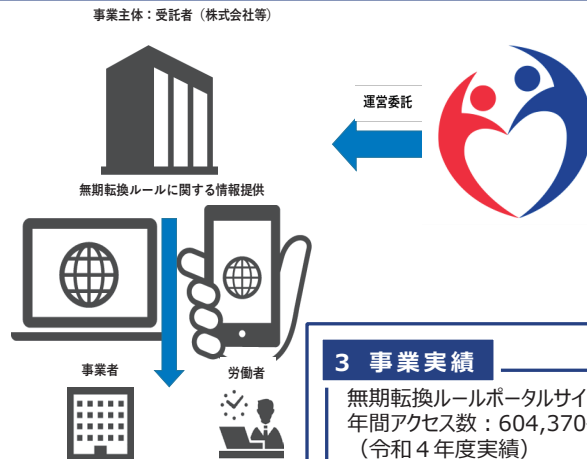 事業主体：受託者（株式会社等）
運営委託
無期転換ルールに関する情報提供
事業者
労働者
3 事業実績
無期転換ルールポータルサイ
年間アクセス数：604,370
（令和４年度実績）